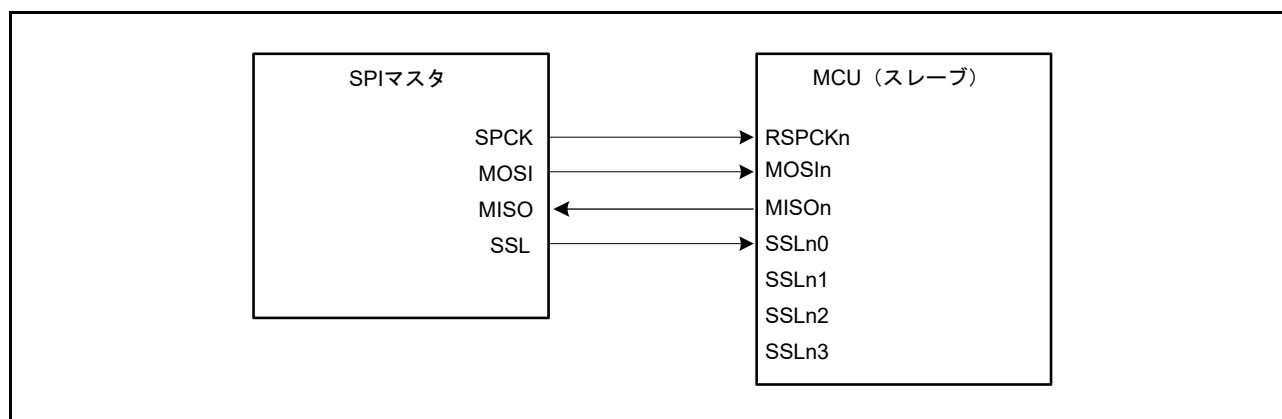 SPIマスタ
SPCK
MOSI
MISO
SSL
MCU（スレーブ）
RSPCKn
MOSIn
MISOn
SSLn0
SSLn1
SSLn2
SSLn3